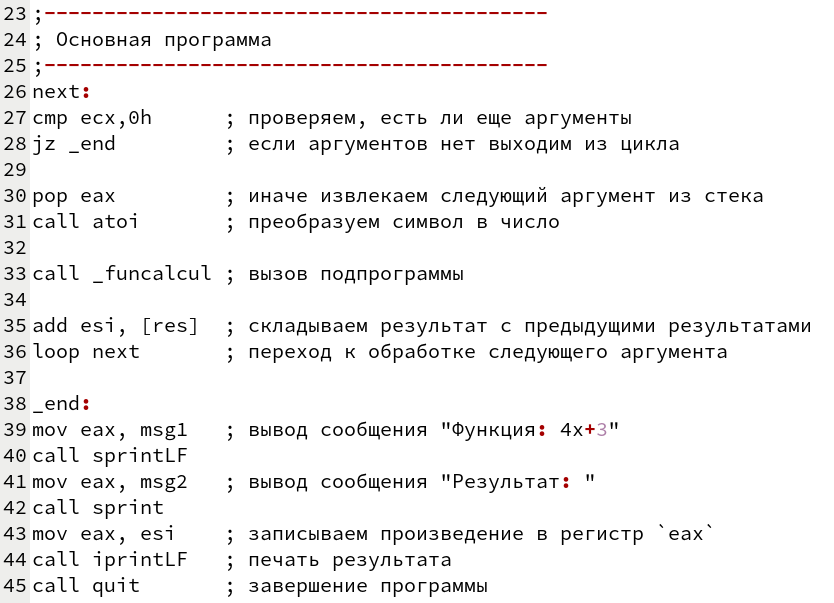 23 ;------------------------------------------
24 ; Основная программа
25 ;------------------------------------------
26 next:
27 cmp ecx,0h      ; проверяем, есть ли еще аргументы
28 jz _end         ; если аргументов нет выходим из цикла
29
30 pop eax         ; иначе извлекаем следующий аргумент из стека
31 call atoi       ; преобразуем символ в число
32
33 call _funcalcul ; вызов подпрограммы
34
35 add esi, [res]  ; складываем результат с предыдущими результатами
36 loop next       ; переход к обработке следующего аргумента
37
38 _end:
39 mov eax, msg1   ; вывод сообщения "Функция: 4x+3"
40 call sprintLF
41 mov eax, msg2   ; вывод сообщения "Результат: "
42 call sprint
43 mov eax, esi    ; записываем произведение в регистр `eax`
44 call iprintLF   ; печать результата
45 call quit       ; завершение программы